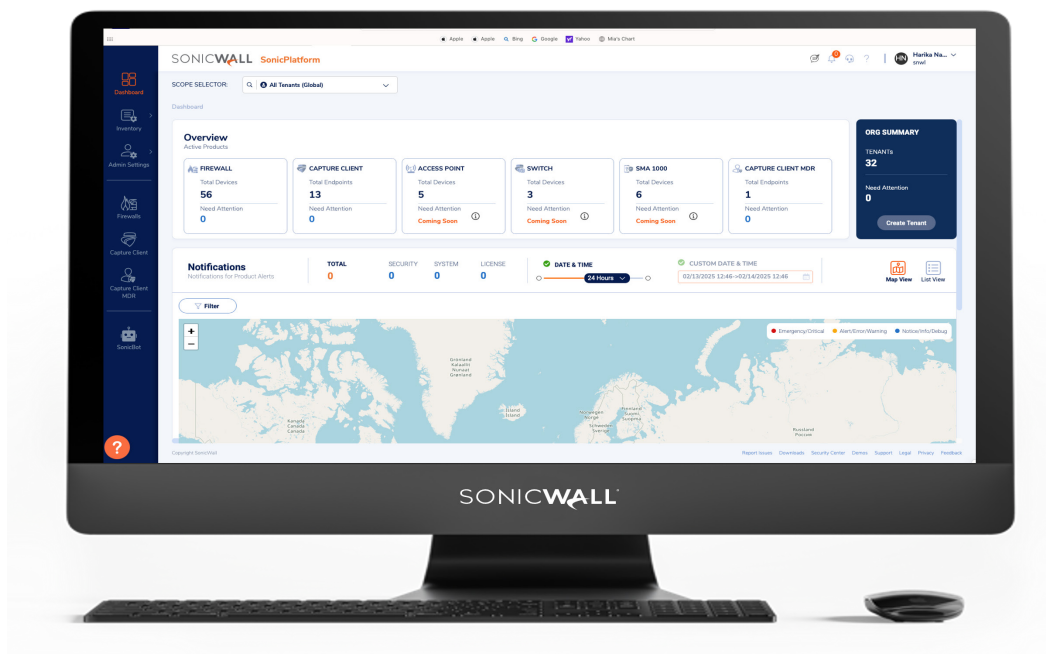 Apple Apple Bing Google Yahoo Mia's Chart
SONICWALL SonicPlatform
Harika Na...
HN
snwl
SCOPE SELECTOR: All Tenants (Global)
Dashboard
Dashboard
Inventory
Admin Settings
Firewalls
Capture Client
Capture Client
MDR
SonicBot
?
Overview
Active Products
FIREWALL
Total Devices
56
Need Attention
0
CAPTURE CLIENT
Total Endpoints
13
Need Attention
0
ACCESS POINT
Total Devices
5
Need Attention
Coming Soon
SWITCH
Total Devices
3
Need Attention
Coming Soon
SMA 1000
Total Devices
6
Need Attention
Coming Soon
CAPTURE CLIENT MDR
Total Endpoints
1
Need Attention
0
ORG SUMMARY
TENANTs
32
Need Attention
0
Create Tenant
Notifications
Notifications for Product Alerts
TOTAL
0
SECURITY
0
SYSTEM
0
LICENSE
0
DATE & TIME
24 Hours
CUSTOM DATE & TIME
02/13/2025 12:46->02/14/2025 12:46
Map View
List View
Filter
+
−
Emergency/Critical Alert/Error/Warning Notice/Info/Debug
Grønland
Kalaallit
Nunaat
Grønland
Ísland
Island
Norwegen
Norge
Finnland
Suomi
Schweden
Sverige
Kanada
Canada
Canada
Russland
Россия
Copyright SonicWall
Report Issues Downloads Security Center Demos Support Legal Privacy Feedback
SONICWALL